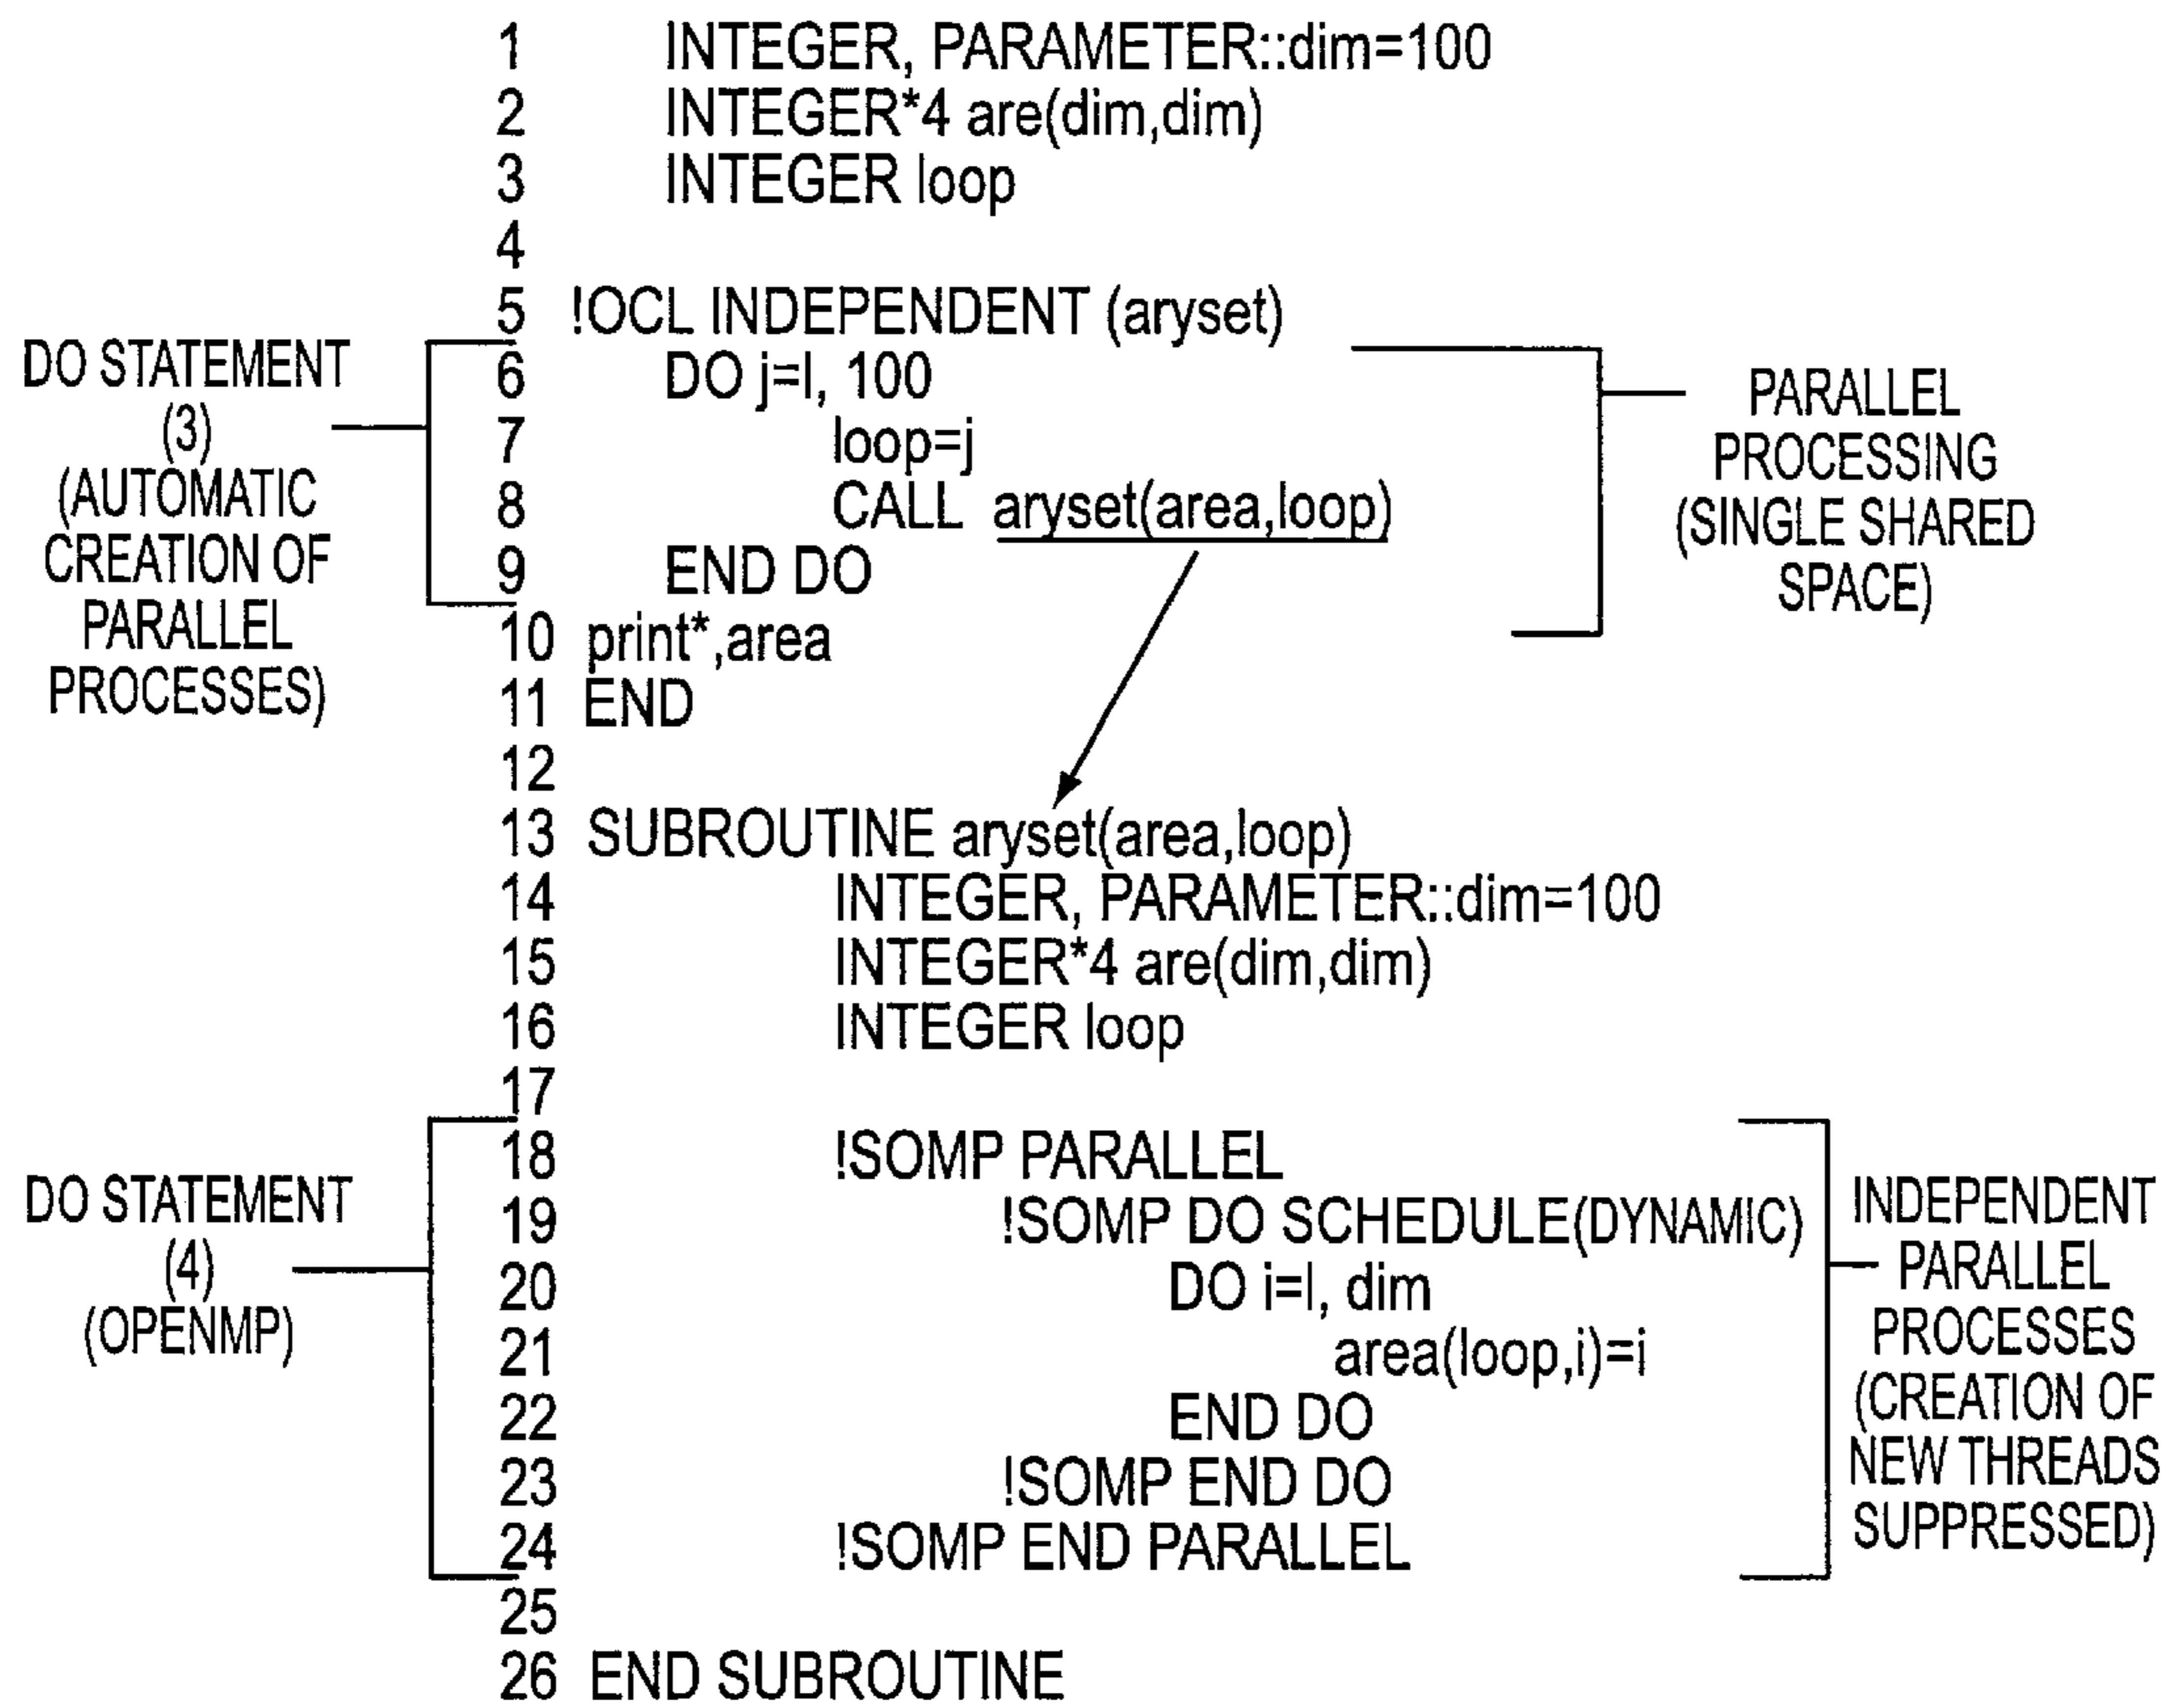 1 INTEGER, PARAMETER::dim=100
2 INTEGER*4 are(dim,dim)
3 INTEGER loop
4
5 !OCL INDEPENDENT (aryset)
6 DO j=l, 100
7 loop=j
8 CALL aryset(area,loop)
9 END DO
10 print*,area
11 END
12
13 SUBROUTINE aryset(area,loop)
14 INTEGER, PARAMETER::dim=100
15 INTEGER*4 are(dim,dim)
16 INTEGER loop
17
18 !SOMP PARALLEL
19 !SOMP DO SCHEDULE(DYNAMIC)
20 DO i=l, dim
21 area(loop,i)=i
22 END DO
23 !SOMP END DO
24 !SOMP END PARALLEL
25
26 END SUBROUTINE
DO STATEMENT
(3)
(AUTOMATIC
CREATION OF
PARALLEL
PROCESSES)
PARALLEL
PROCESSING
(SINGLE SHARED
SPACE)
DO STATEMENT
(4)
(OPENMP)
INDEPENDENT
PARALLEL
PROCESSES
(CREATION OF
NEW THREADS
SUPPRESSED)